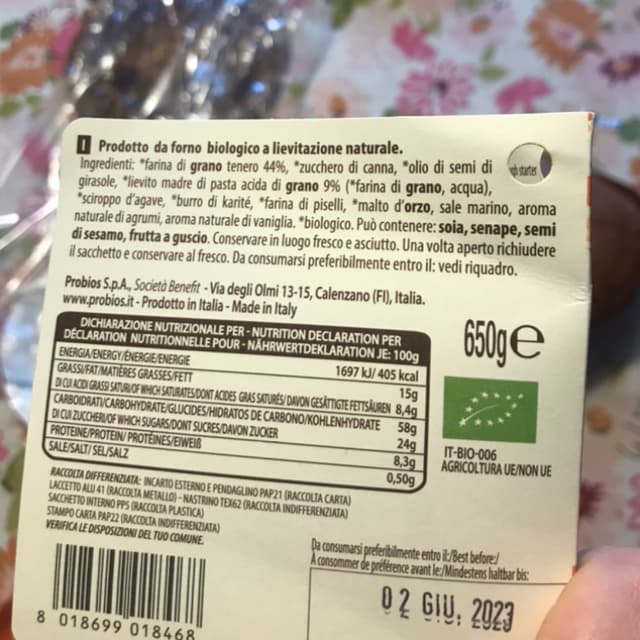 I Prodotto da forno biologico a lievitazione naturale.
Ingredienti: *farina di grano tenero 44%, *zucchero di canna, *olio di semi di
girasole, *lievito madre di pasta acida di grano 9% (*farina di grano, acqua),
*sciroppo d'agave, *burro di karité, *farina di piselli, *malto d'orzo, sale marino, aroma
naturale di agrumi, aroma naturale di vaniglia. *biologico. Può contenere: soia, senape, semi
di sesamo, frutta a guscio. Conservare in luogo fresco e asciutto. Una volta aperto richiudere
il sacchetto e conservare al fresco. Da consumarsi preferibilmente entro il: vedi riquadro.
Probios S.p.A., Società Benefit - Via degli Olmi 13-15, Calenzano (FI), Italia.
www.probios.it - Prodotto in Italia - Made in Italy
DICHIARAZIONE NUTRIZIONALE PER - NUTRITION DECLARATION PER
DÉCLARATION NUTRITIONNELLE POUR - NÄHRWERTDEKLARATION JE: 100g
ENERGIA/ENERGY/ÉNERGIE/ENERGIE 1697 kJ/ 405 kcal
GRASSI/FAT/MATIÈRES GRASSES/FETT 15g
DI CUI ACIDI GRASSI SATURI/OF WHICH SATURATES/DONT ACIDES GRAS SATURÉS/DAVON GESÄTTIGTE FETTSÄUREN 8,4g
CARBOIDRATI/CARBOHYDRATE/GLUCIDES/HIDRATOS DE CARBONO/KOHLENHYDRATE 58g
DI CUI ZUCCHERI/OF WHICH SUGARS/DONT SUCRES/DAVON ZUCKER 24g
PROTEINE/PROTEIN/ PROTÉINES/EIWEIß 8,3g
SALE/SALT/ SEL/SALZ 0,50g
650g e
IT-BIO-006
AGRICOLTURA UE/NON UE
RACCOLTA DIFFERENZIATA: INCARTO ESTERNO E PENDAGLINO PAP21 (RACCOLTA CARTA)
LACCETTO ALU 41 (RACCOLTA METALLO) - NASTRINO TEX62 (RACCOLTA INDIFFERENZIATA)
SACCHETTO INTERNO PP5 (RACCOLTA PLASTICA)
STAMPO CARTA PAP22 (RACCOLTA INDIFFERENZIATA)
VERIFICA LE DISPOSIZIONI DEL TUO COMUNE.
Da consumarsi preferibilmente entro il:/Best before:/
À consommer de préférence avant le:/Mindestens haltbar bis:
02 GIU. 2023
8 018699 018468